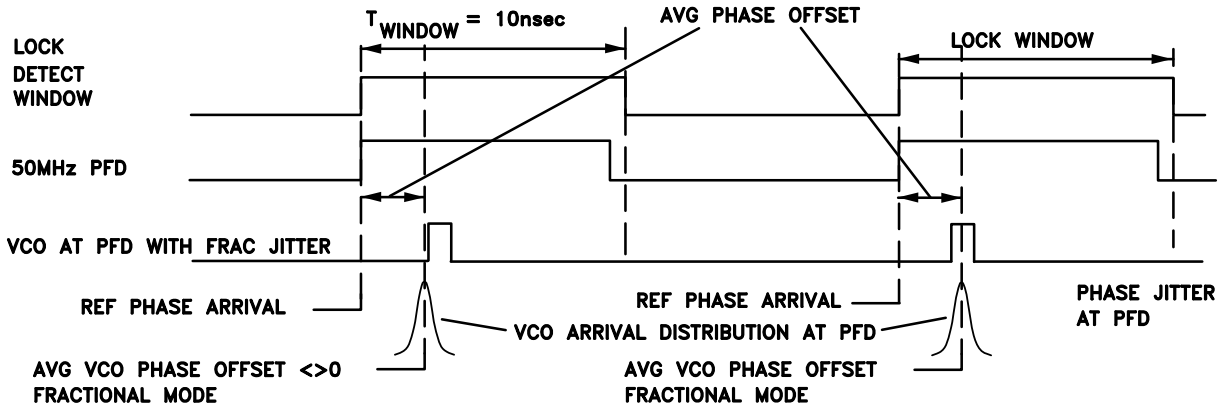 T WINDOW = 10nsec
AVG PHASE OFFSET
LOCK
DETECT
WINDOW
LOCK WINDOW
50MHz PFD
VCO AT PFD WITH FRAC JITTER
REF PHASE ARRIVAL
REF PHASE ARRIVAL
PHASE JITTER
AT PFD
VCO ARRIVAL DISTRIBUTION AT PFD
AVG VCO PHASE OFFSET <>0
FRACTIONAL MODE
AVG VCO PHASE OFFSET
FRACTIONAL MODE